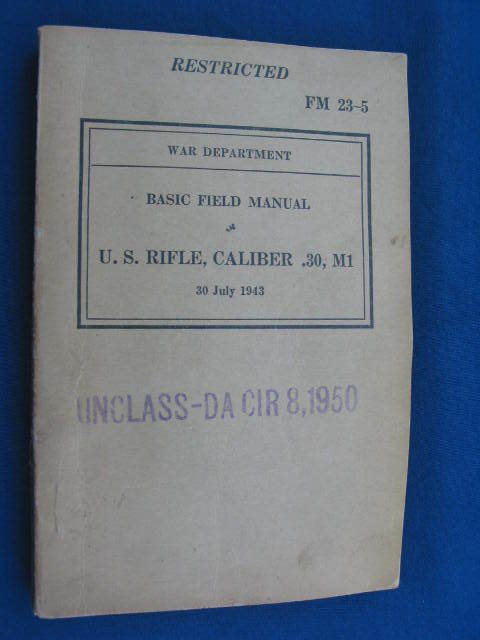 RESTRICTED
FM 23-5
WAR DEPARTMENT
BASIC FIELD MANUAL
U. S. RIFLE, CALIBER .30, M1
30 July 1943
UNCLASS-DA CIR 8,1950